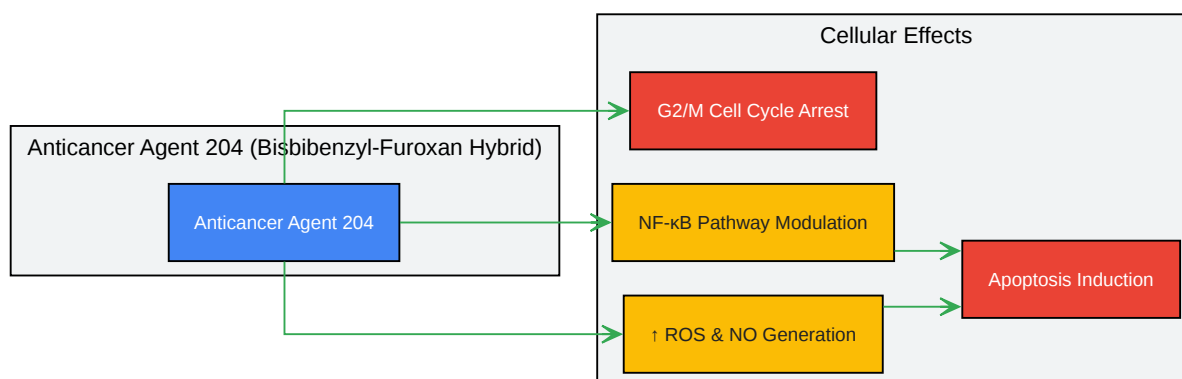 Cellular Effects
G2/M Cell Cycle Arrest
Anticancer Agent 204 (Bisbibenzyl-Furoxan Hybrid)
Anticancer Agent 204
NF-κB Pathway Modulation
Apoptosis Induction
↑ ROS & NO Generation